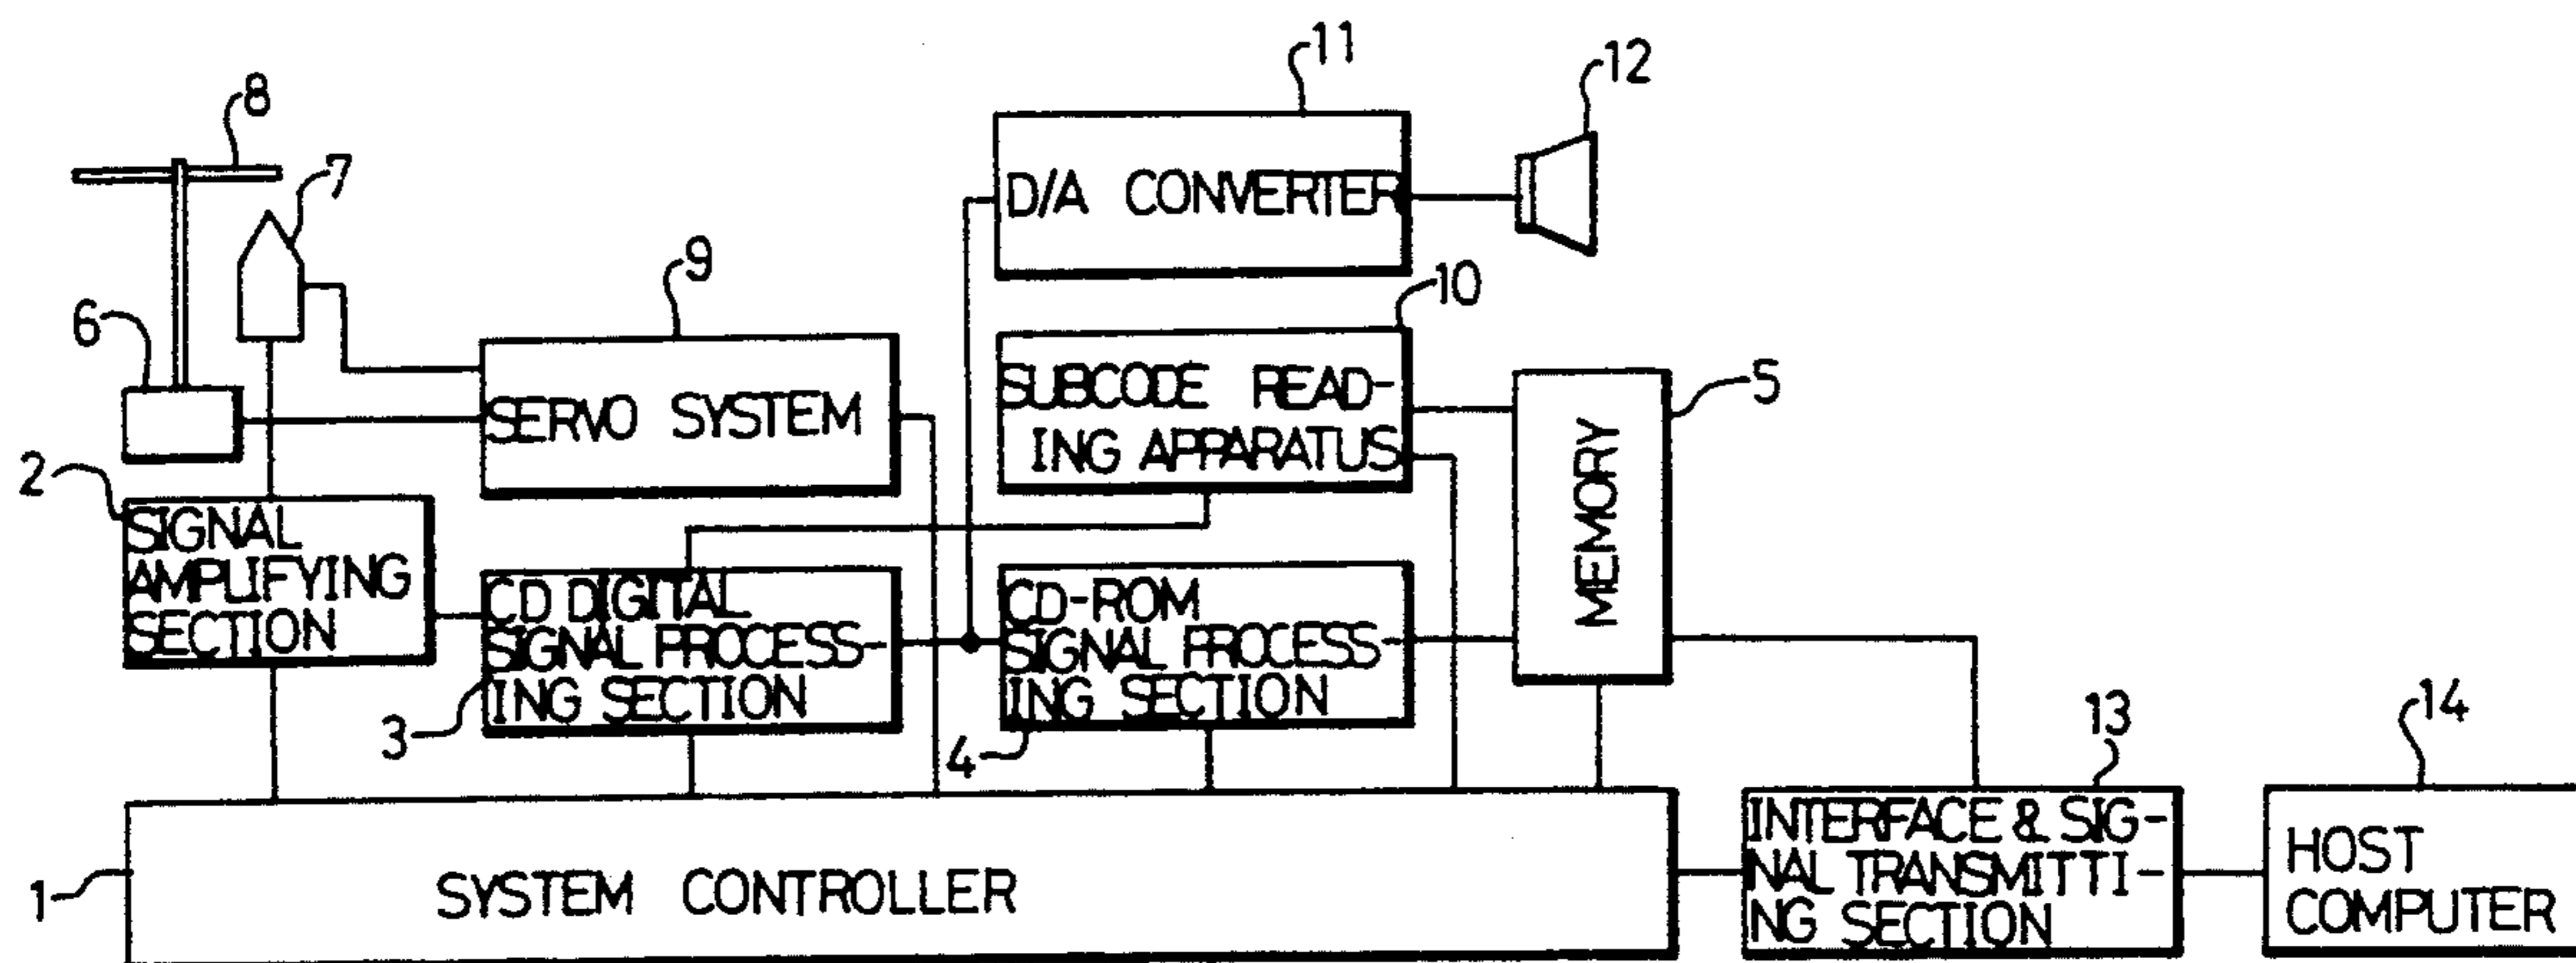 11
12
8
7
D/A CONVERTER
9
10
6
SUBCODE READ-
ING APPARATUS
5
SERVO SYSTEM
MEMORY
2
SIGNAL
AMPLIFYING
SECTION
CD DIGITAL
SIGNAL PROCESS-
ING SECTION
3
CD-ROM
SIGNAL PROCESS-
ING SECTION
4
13
14
1
SYSTEM CONTROLLER
INTERFACE & SIG-
NAL TRANSMITTI-
NG SECTION
HOST
COMPUTER